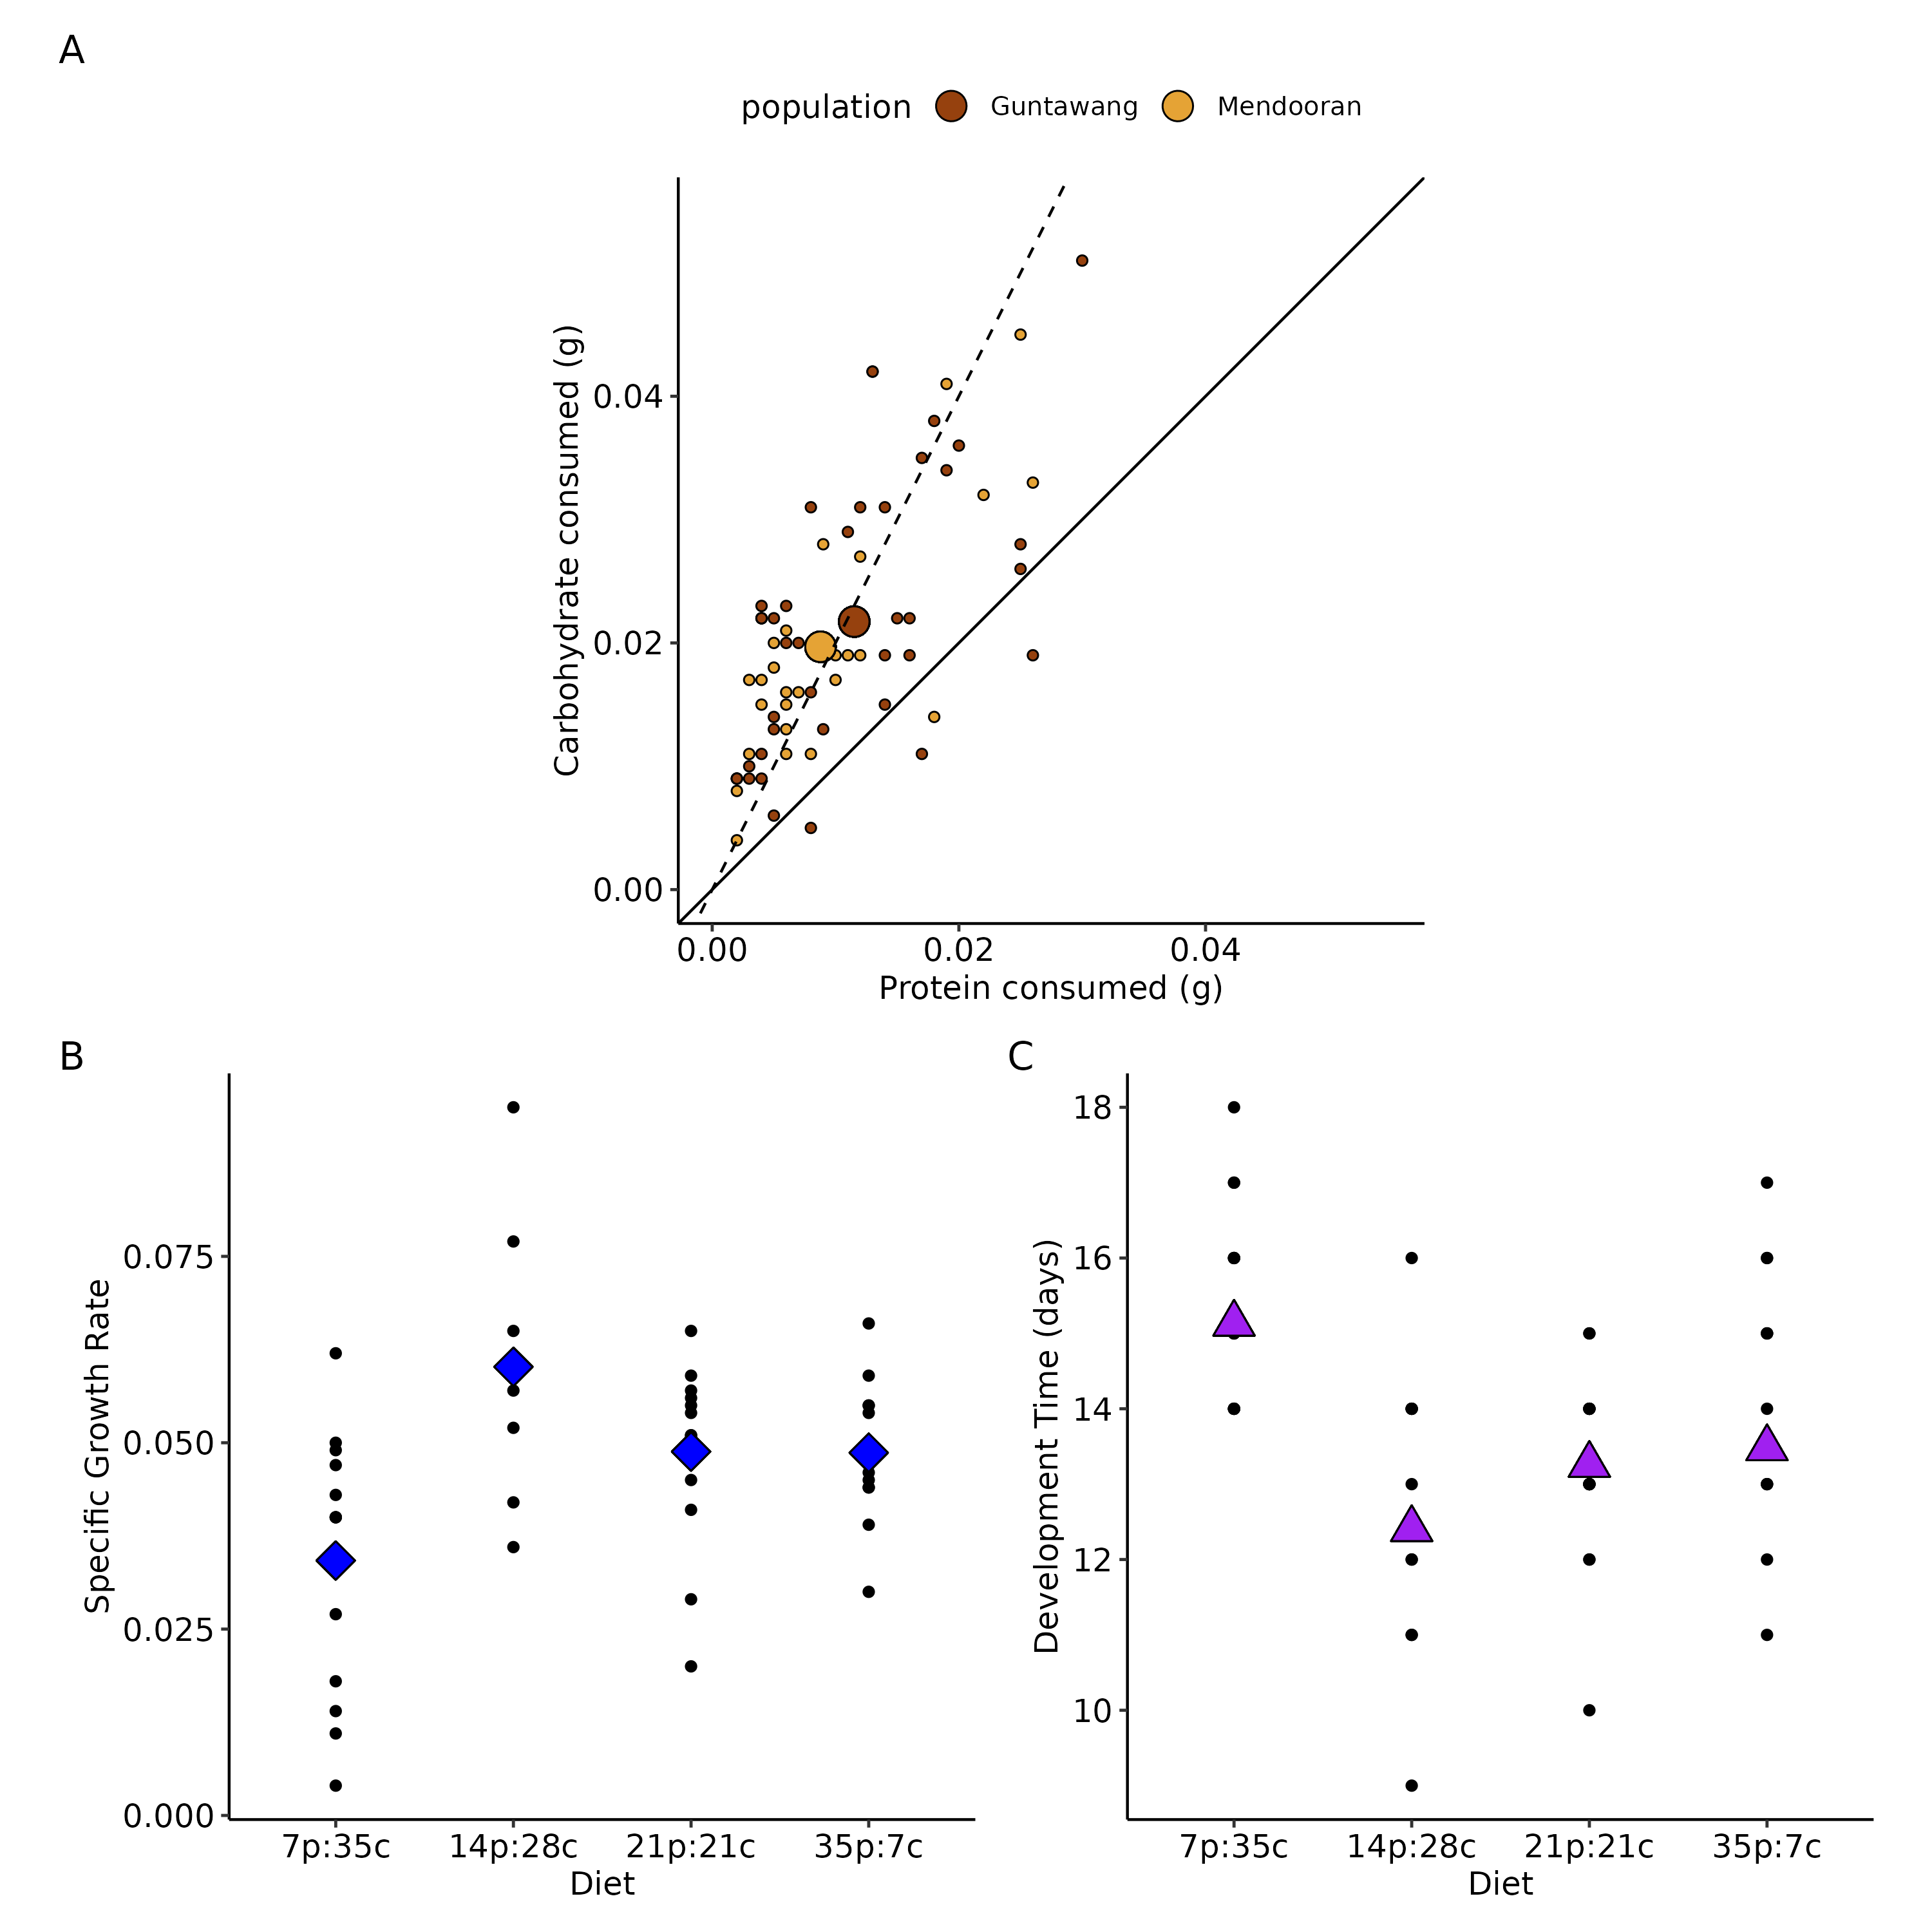 A
population Guntawang Mendooran
Carbohydrate consumed (g)
0.04
0.02
0.00
0.00 0.02 0.04
Protein consumed (g)
B
Specific Growth Rate
0.075
0.050
0.025
0.000
7p:35c 14p:28c 21p:21c 35p:7c
Diet
C
Development Time (days)
18
16
14
12
10
7p:35c 14p:28c 21p:21c 35p:7c
Diet